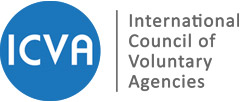 ICVA
International
Council of
Voluntary
Agencies